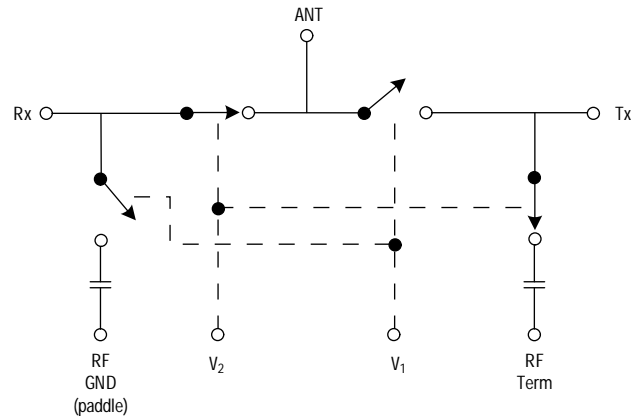 ANT
Rx
Tx
RF
GND
(paddle)
V₂
V₁
RF
Term